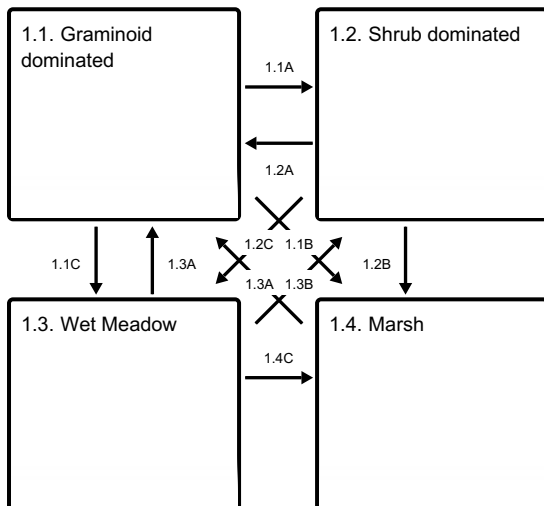 1.1. Graminoid
dominated
1.2. Shrub dominated
1.1A
1.2A
1.2C
1.1B
1.1C
1.3A
1.2B
1.3A
1.3B
1.3. Wet Meadow
1.4. Marsh
1.4C